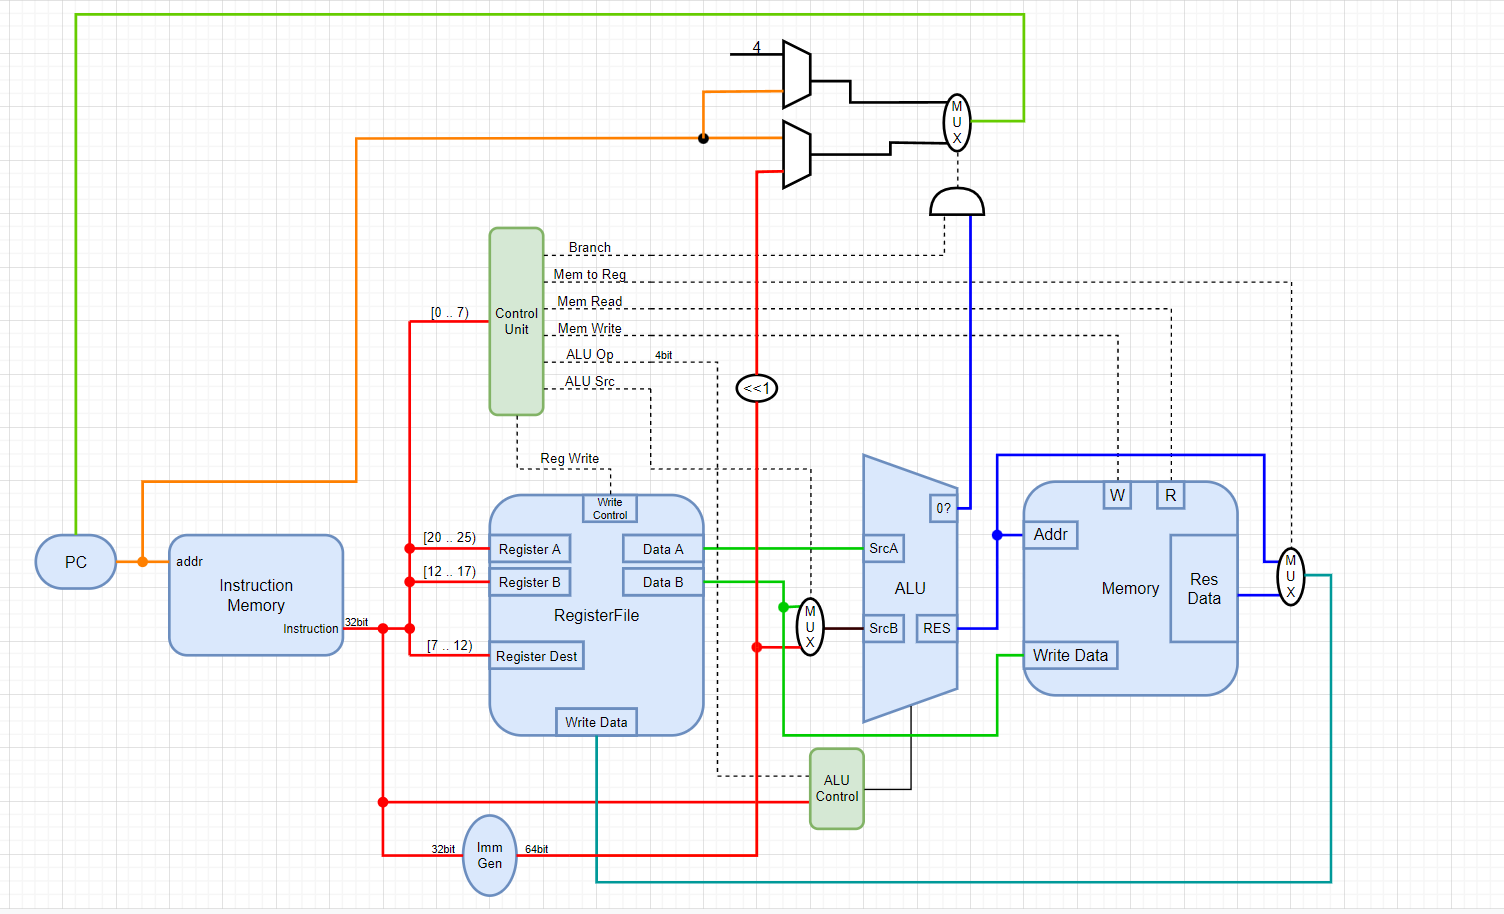 4
M
U
X
Branch
Mem to Reg
Mem Read
Mem Write
ALU Op
4bit
ALU Src
[0 .. 7)
Control
Unit
<<1
Reg Write
Write
Control
W
R
0?
[20 .. 25)
Register A
Data A
SrcA
Addr
PC
addr
Instruction
Memory
[12 .. 17)
Register B
Data B
ALU
Memory
Res
Data
M
U
X
RegisterFile
M
U
X
SrcB
RES
Instruction
32bit
[7 .. 12)
Register Dest
Write Data
Write Data
ALU
Control
32bit
Imm
Gen
64bit